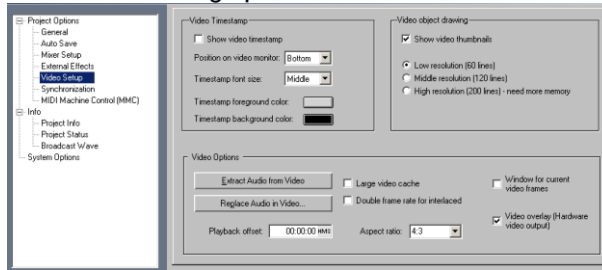 Project Options
General
Auto Save
Mixer Setup
External Effects
Video Setup
Synchronization
MIDI Machine Control (MMC)
Info
Project Info
Project Status
Broadcast Wave
System Options
Video Timestamp
Show video timestamp
Position on video monitor: Bottom
Timestamp font size: Middle
Timestamp foreground color:
Timestamp background color:
Video object drawing
Show video thumbnails
Low resolution (60 lines)
Middle resolution (120 lines)
High resolution (200 lines) - need more memory
Video Options
Extract Audio from Video
Replace Audio in Video...
Playback offset: 00:00:00 HMS
Large video cache
Double frame rate for interlaced
Aspect ratio: 4:3
Window for current
video frames
Video overlay (Hardware
video output)